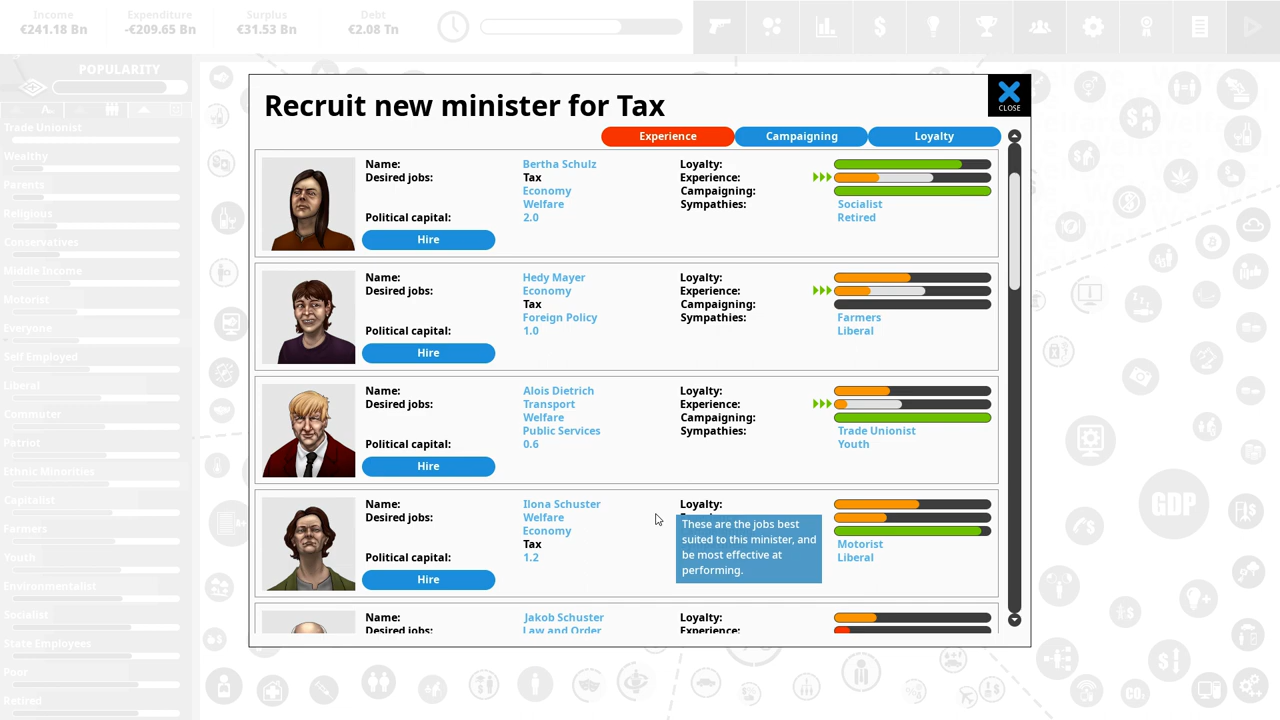 Income
€241.18 Bn
Expenditure
-€209.65 Bn
Surplus
€31.53 Bn
Debt
€2.08 Tn
POPULARITY
Trade Unionist
Wealthy
Parents
Religious
Conservatives
Middle Income
Motorist
Everyone
Self Employed
Liberal
Commuter
Patriot
Ethnic Minorities
Capitalist
Farmers
Youth
Environmentalist
Socialist
State Employees
Poor
Retired
Recruit new minister for Tax
CLOSE
Experience
Campaigning
Loyalty
Name: Bertha Schulz
Desired jobs: Tax
Economy
Welfare
Political capital: 2.0
Hire
Loyalty:
Experience:
Campaigning:
Sympathies: Socialist
Retired
Name: Hedy Mayer
Desired jobs: Economy
Tax
Foreign Policy
Political capital: 1.0
Hire
Loyalty:
Experience:
Campaigning:
Sympathies: Farmers
Liberal
Name: Alois Dietrich
Desired jobs: Transport
Welfare
Public Services
Political capital: 0.6
Hire
Loyalty:
Experience:
Campaigning:
Sympathies: Trade Unionist
Youth
Name: Ilona Schuster
Desired jobs: Welfare
Economy
Tax
Political capital: 1.2
Hire
Loyalty:
Motorist
Liberal
These are the jobs best
suited to this minister, and
be most effective at
performing.
Name: Jakob Schuster
Desired jobs: Law and Order
Loyalty:
Experience:
GDP
CO₂